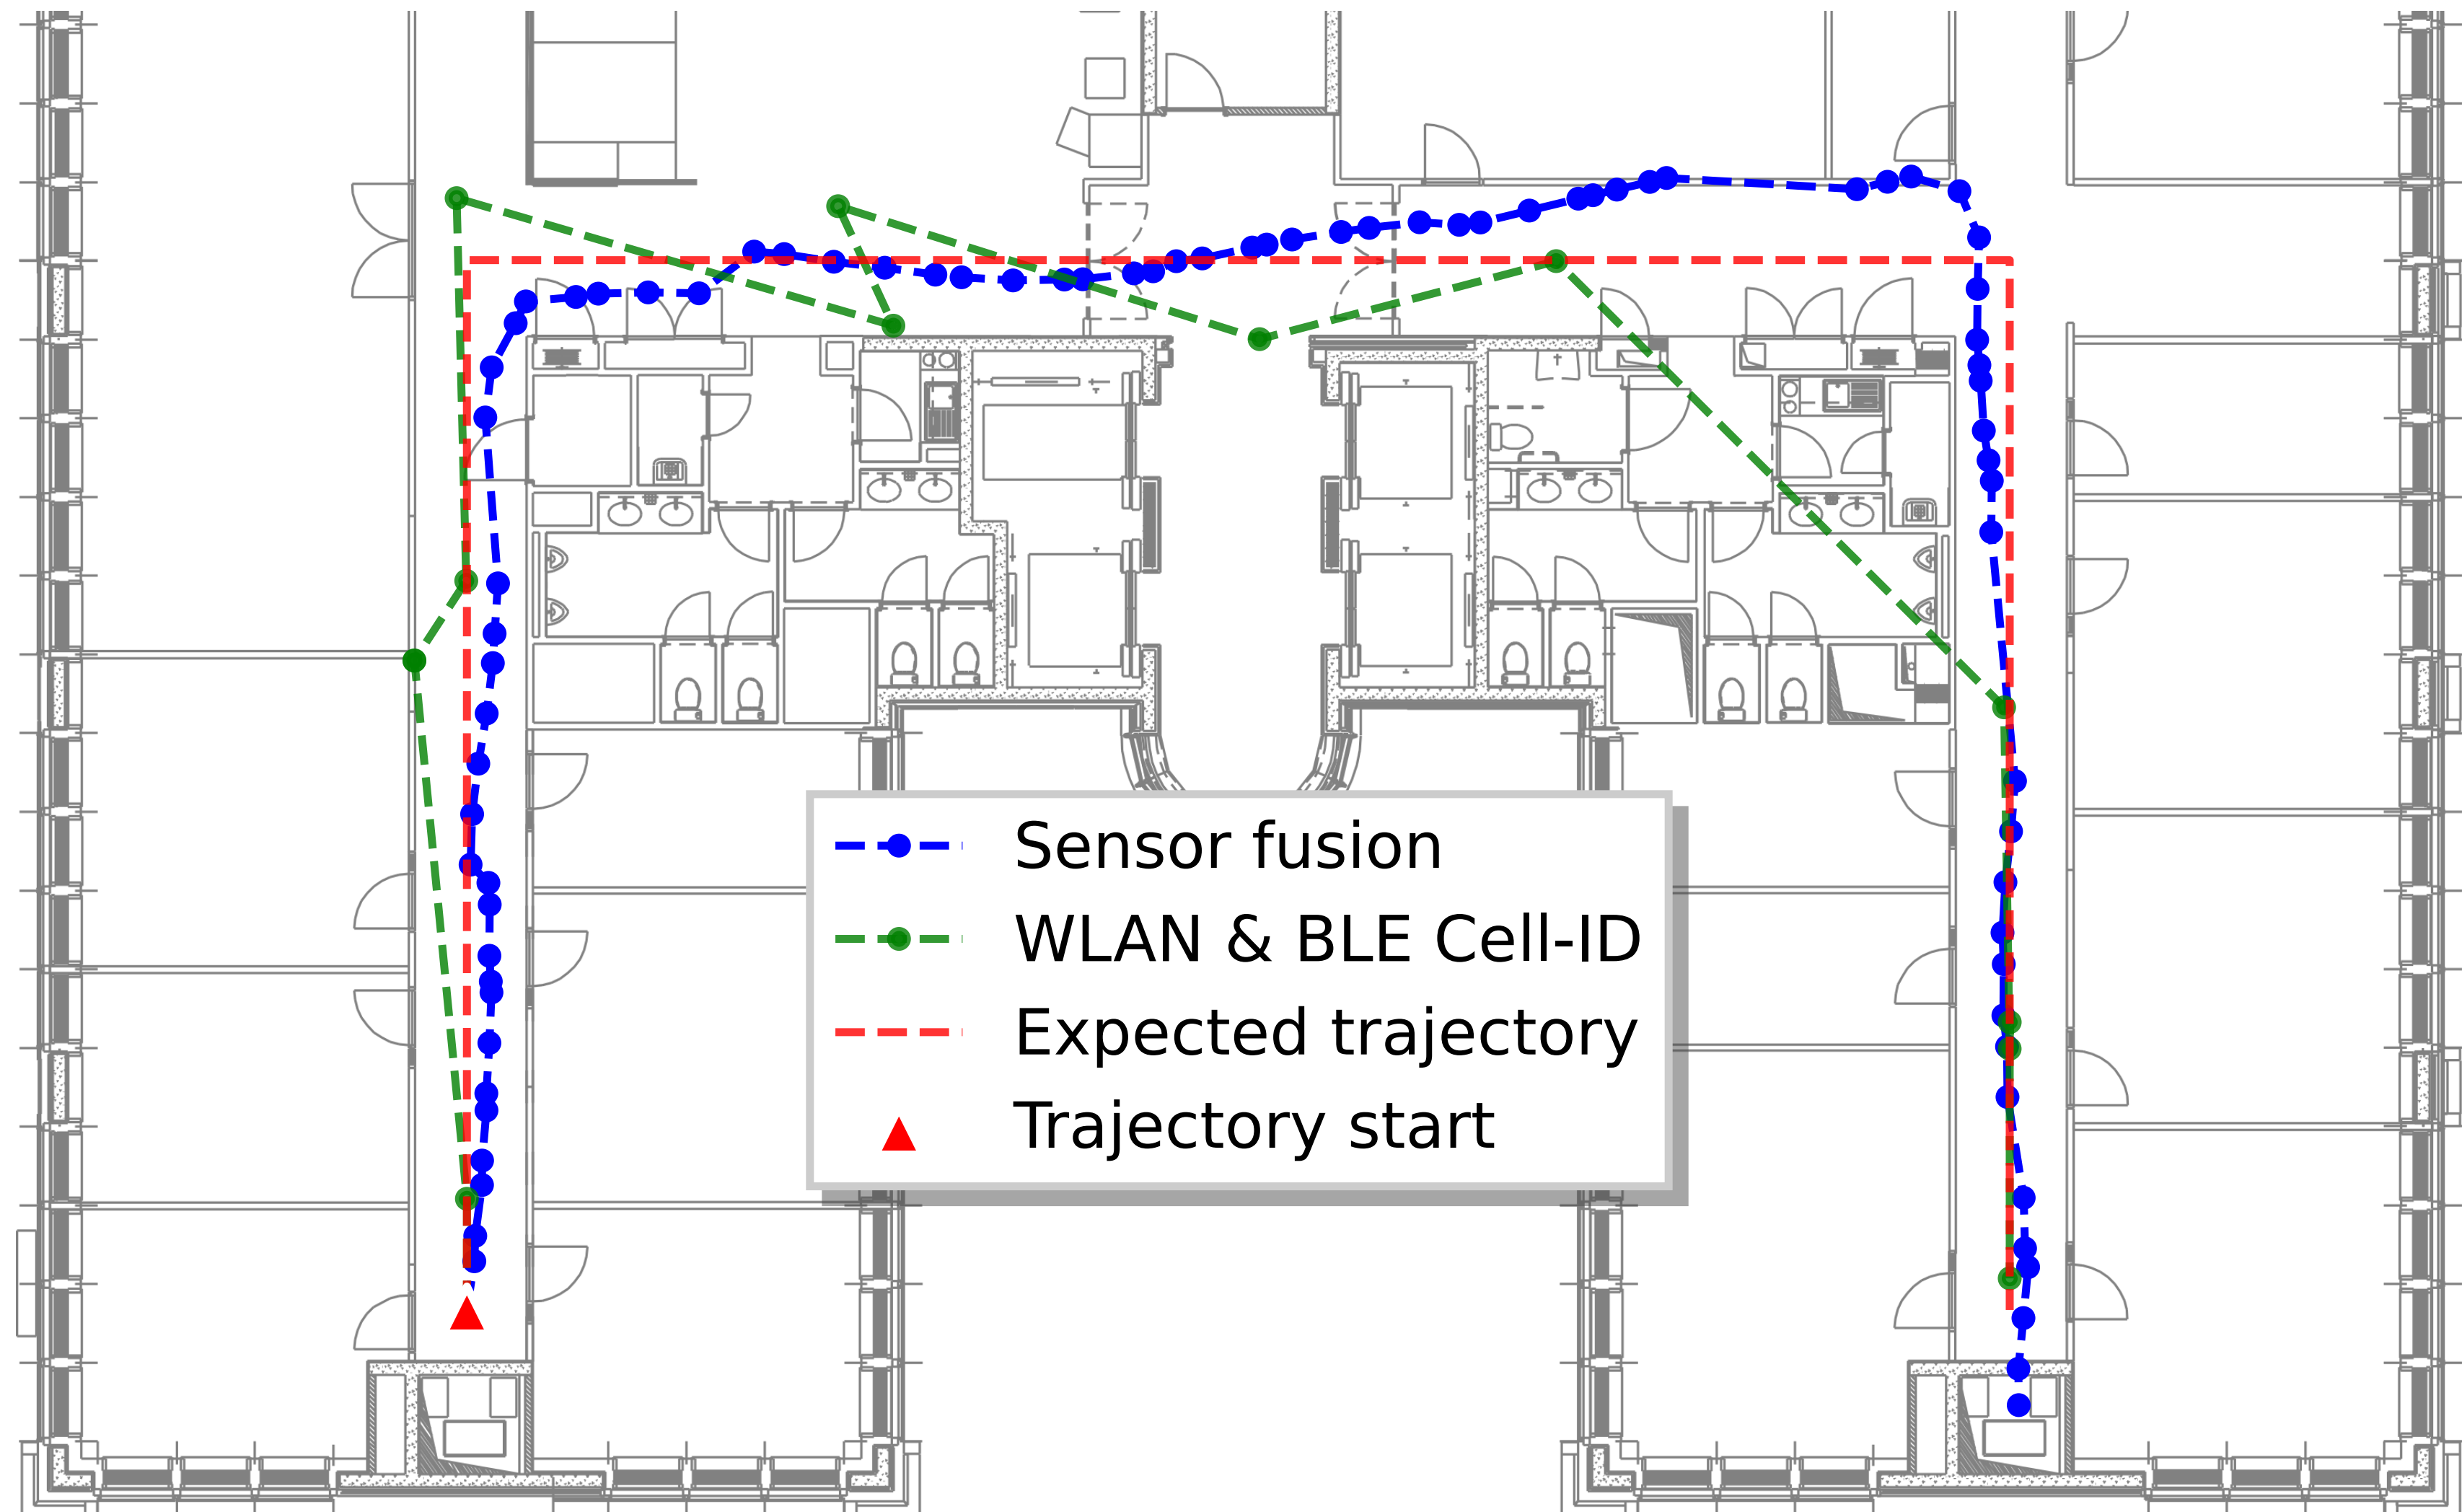 Sensor fusion
WLAN & BLE Cell-ID
Expected trajectory
Trajectory start